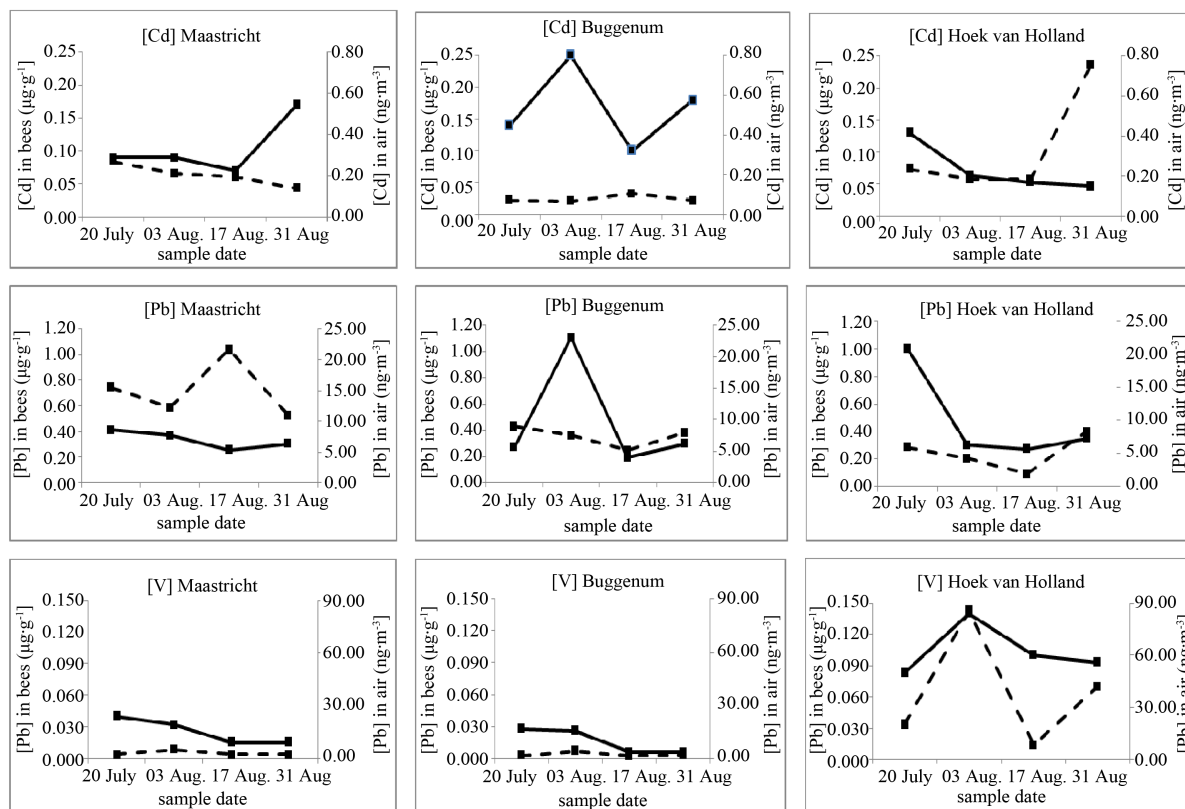 [Cd] Maastricht
[Cd] in bees (µg·g-1)
0.25
0.20
0.15
0.10
0.05
0.00
0.80
0.60
0.40
0.20
0.00
[Cd] in air (ng·m-3)
20 July 03 Aug. 17 Aug. 31 Aug
sample date
[Cd] Buggenum
[Cd] in bees (µg·g-1)
0.25
0.20
0.15
0.10
0.05
0.00
0.80
0.60
0.40
0.20
0.00
[Cd] in air (ng·m-3)
20 July 03 Aug. 17 Aug. 31 Aug
sample date
[Cd] Hoek van Holland
[Cd] in bees (µg·g-1)
0.25
0.20
0.15
0.10
0.05
0.00
0.80
0.60
0.40
0.20
0.00
[Cd] in air (ng·m-3)
20 July 03 Aug. 17 Aug. 31 Aug
sample date
[Pb] Maastricht
[Pb] in bees (µg·g-1)
1.20
1.00
0.80
0.60
0.40
0.20
0.00
25.00
20.00
15.00
10.00
5.00
0.00
[Pb] in air (ng·m-3)
20 July 03 Aug. 17 Aug. 31 Aug
sample date
[Pb] Buggenum
[Pb] in bees (µg·g-1)
1.20
1.00
0.80
0.60
0.40
0.20
0.00
25.00
20.00
15.00
10.00
5.00
0.00
[Pb] in air (ng·m-3)
20 July 03 Aug. 17 Aug. 31 Aug
sample date
[Pb] Hoek van Holland
[Pb] in bees (µg·g-1)
1.20
1.00
0.80
0.60
0.40
0.20
0.00
25.00
20.00
15.00
10.00
5.00
0.00
[Pb] in air (ng·m-3)
20 July 03 Aug. 17 Aug. 31 Aug
sample date
[V] Maastricht
[Pb] in bees (µg·g-1)
0.150
0.120
0.090
0.060
0.030
0.000
90.00
60.00
30.00
0.00
[Pb] in air (ng·m-3)
20 July 03 Aug. 17 Aug. 31 Aug
sample date
[V] Buggenum
[Pb] in bees (µg·g-1)
0.150
0.120
0.090
0.060
0.030
0.000
90.00
60.00
30.00
0.00
[Pb] in air (ng·m-3)
20 July 03 Aug. 17 Aug. 31 Aug
sample date
[V] Hoek van Holland
[Pb] in bees (µg·g-1)
0.150
0.120
0.090
0.060
0.030
0.000
90.00
60.00
30.00
0.00
[Pb] in air (ng·m-3)
20 July 03 Aug. 17 Aug. 31 Aug
sample date